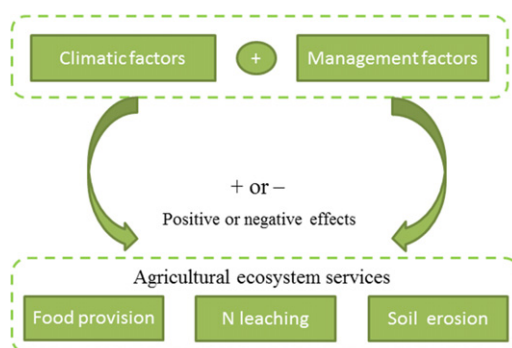 Climatic factors + Management factors
+ or –
Positive or negative effects
Agricultural ecosystem services
Food provision N leaching Soil erosion